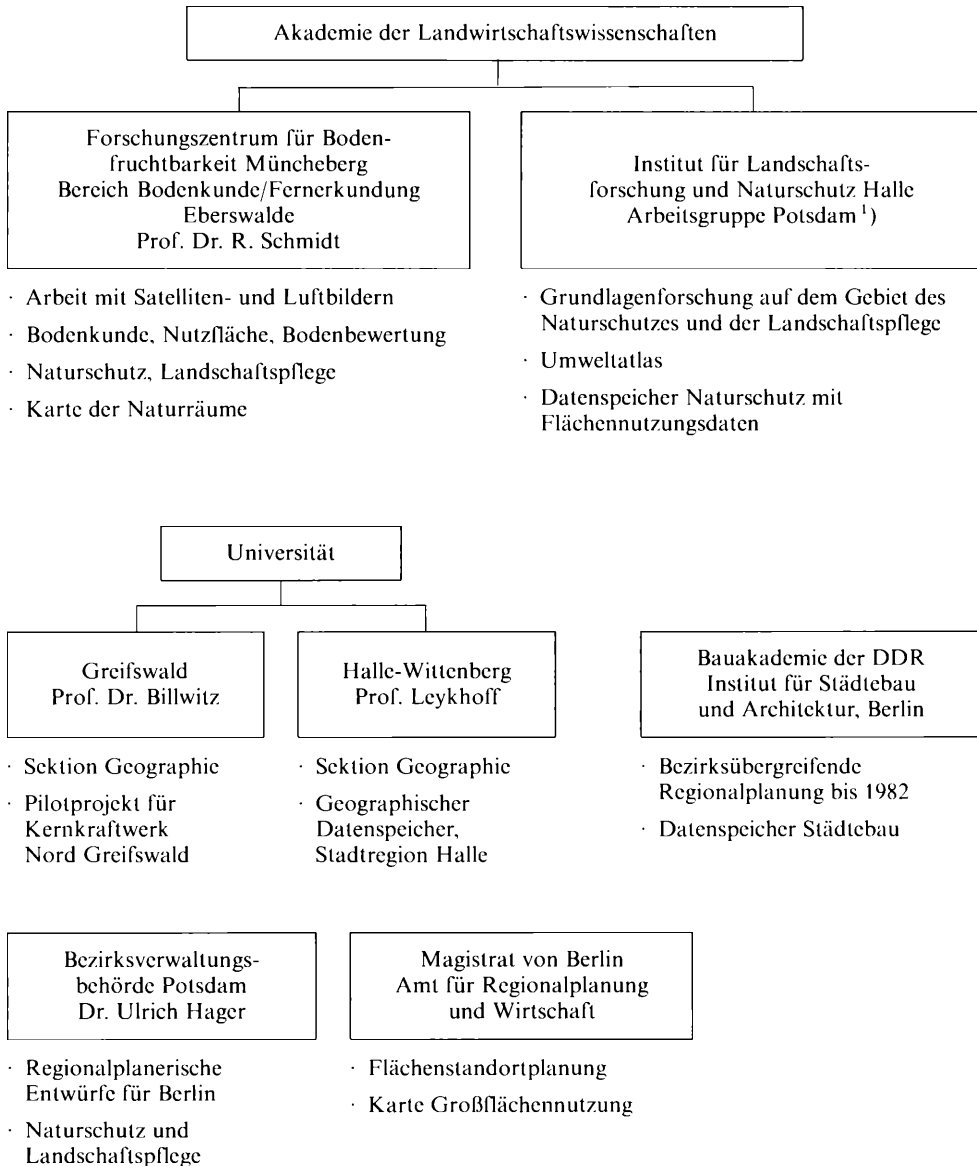 Akademie der Landwirtschaftswissenschaften
Forschungszentrum für Boden-
fruchtbarkeit Müncheberg
Bereich Bodenkunde/Fernerkundung
Eberswalde
Prof. Dr. R. Schmidt
· Arbeit mit Satelliten- und Luftbildern
· Bodenkunde, Nutzfläche, Bodenbewertung
· Naturschutz, Landschaftspflege
· Karte der Naturräume
Institut für Landschafts-
forschung und Naturschutz Halle
Arbeitsgruppe Potsdam ¹)
· Grundlagenforschung auf dem Gebiet des
Naturschutzes und der Landschaftspflege
· Umweltatlas
· Datenspeicher Naturschutz mit
Flächennutzungsdaten
Universität
Greifswald
Prof. Dr. Billwitz
· Sektion Geographie
· Pilotprojekt für
Kernkraftwerk
Nord Greifswald
Halle-Wittenberg
Prof. Leykhoff
· Sektion Geographie
· Geographischer
Datenspeicher,
Stadtregion Halle
Bauakademie der DDR
Institut für Städtebau
und Architektur, Berlin
· Bezirksübergreifende
Regionalplanung bis 1982
· Datenspeicher Städtebau
Bezirksverwaltungs-
behörde Potsdam
Dr. Ulrich Hager
· Regionalplanerische
Entwürfe für Berlin
· Naturschutz und
Landschaftspflege
Magistrat von Berlin
Amt für Regionalplanung
und Wirtschaft
· Flächenstandortplanung
· Karte Großflächennutzung